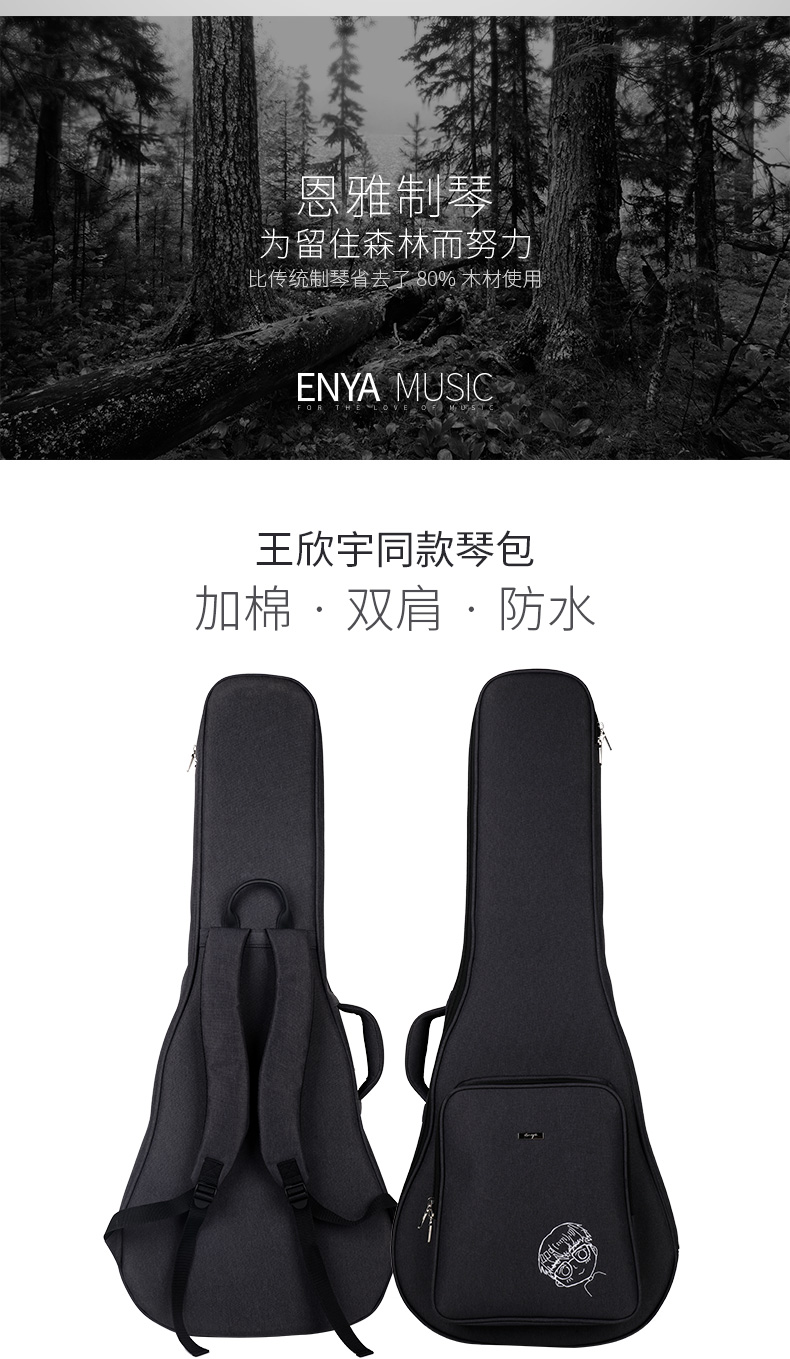 恩雅制琴
为留住森林而努力
比传统制琴省去了 80% 木材使用
ENYA MUSIC
FOR THE LOVE OF MUSIC
王欣宇同款琴包
加棉 · 双肩 · 防水